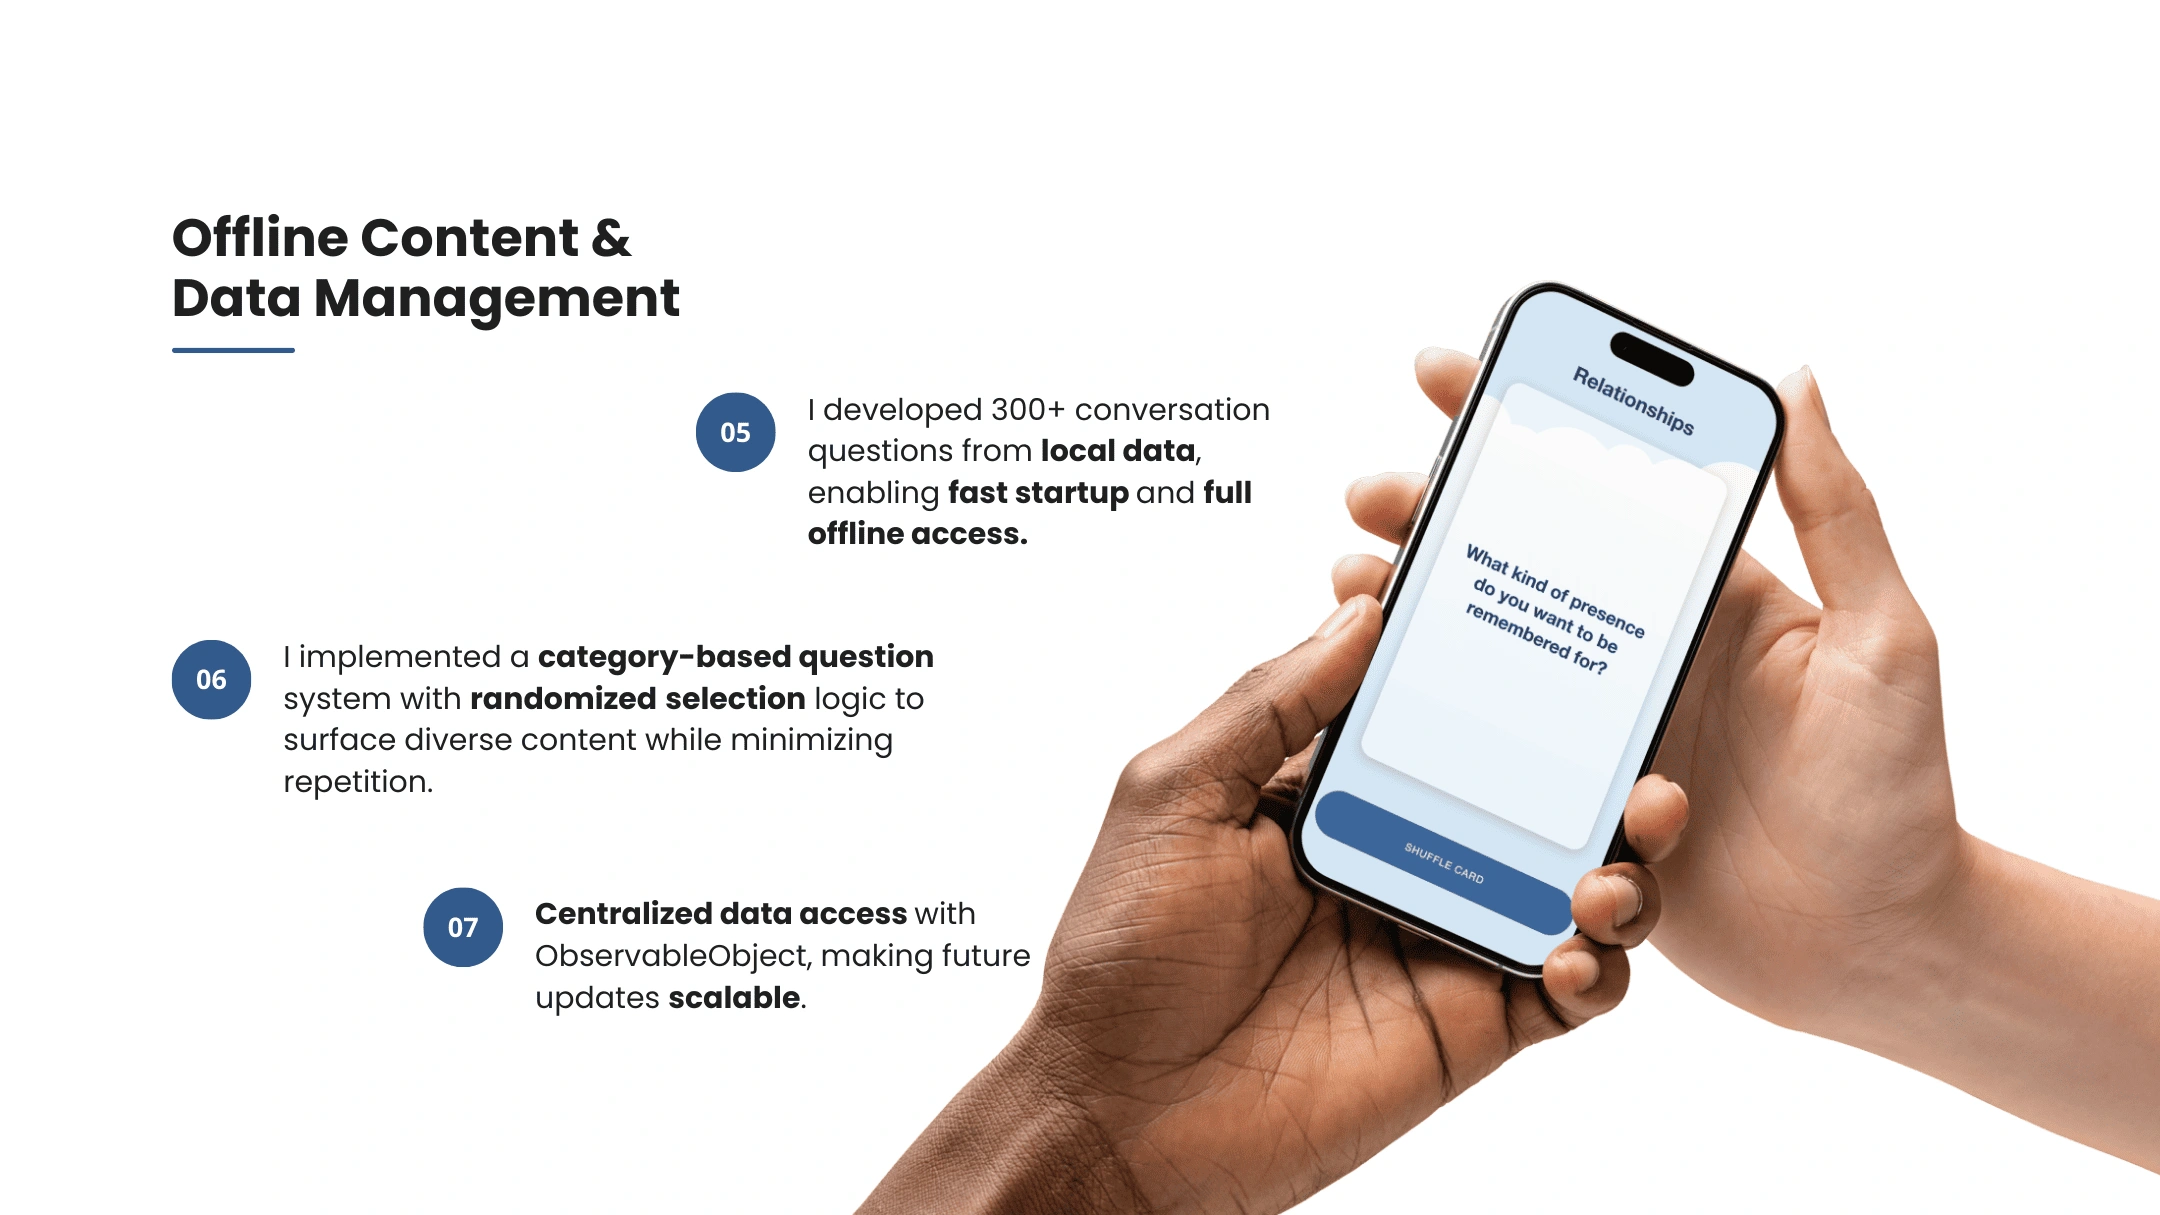 Offline Content &
Data Management
05
I developed 300+ conversation
questions from local data,
enabling fast startup and full
offline access.
06
I implemented a category-based question
system with randomized selection logic to
surface diverse content while minimizing
repetition.
07
Centralized data access with
ObservableObject, making future
updates scalable.
Relationships
What kind of presence
do you want to be
remembered for?
SHUFFLE CARD